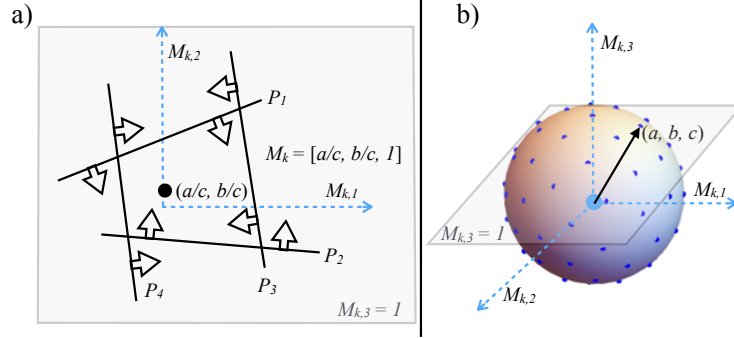 a)
M_{k,2}
P_1
M_k = [a/c, b/c, 1]
(a/c, b/c)
M_{k,1}
P_2
P_3
P_4
M_{k,3} = 1
b)
M_{k,3}
(a, b, c)
M_{k,1}
M_{k,3} = 1
M_{k,2}